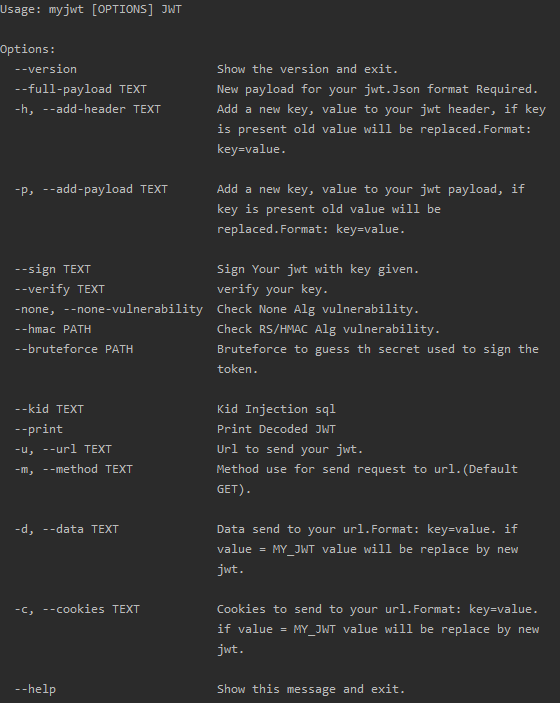 Usage: myjwt [OPTIONS] JWT
Options:
--version Show the version and exit.
--full-payload TEXT New payload for your jwt.Json format Required.
-h, --add-header TEXT Add a new key, value to your jwt header, if key
is present old value will be replaced.Format:
key=value.
-p, --add-payload TEXT Add a new key, value to your jwt payload, if
key is present old value will be
replaced.Format: key=value.
--sign TEXT Sign Your jwt with key given.
--verify TEXT verify your key.
-none, --none-vulnerability Check None Alg vulnerability.
--hmac PATH Check RS/HMAC Alg vulnerability.
--bruteforce PATH Bruteforce to guess th secret used to sign the
token.
--kid TEXT Kid Injection sql
--print Print Decoded JWT
-u, --url TEXT Url to send your jwt.
-m, --method TEXT Method use for send request to url.(Default
GET).
-d, --data TEXT Data send to your url.Format: key=value. if
value = MY_JWT value will be replace by new
jwt.
-c, --cookies TEXT Cookies to send to your url.Format: key=value.
if value = MY_JWT value will be replace by new
jwt.
--help Show this message and exit.